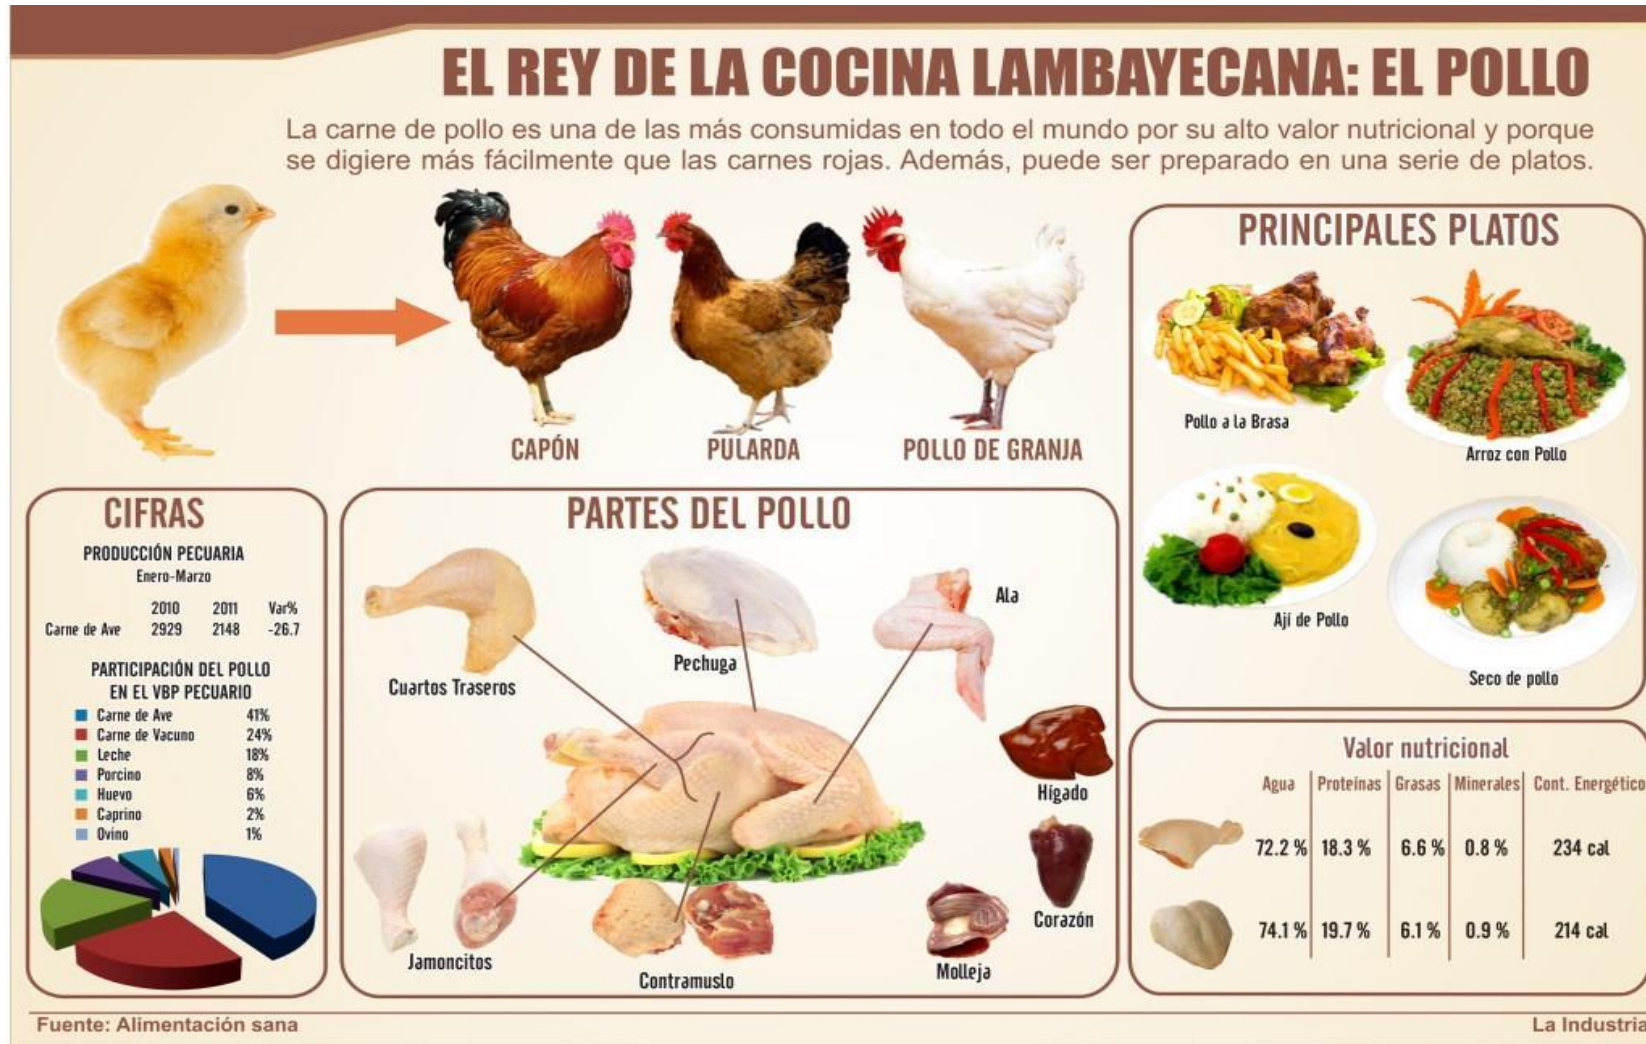 EL REY DE LA COCINA LAMBAYECANA: EL POLLO
La carne de pollo es una de las más consumidas en todo el mundo por su alto valor nutricional y porque
se digiere más fácilmente que las carnes rojas. Además, puede ser preparado en una serie de platos.
CAPÓN
PULARDA
POLLO DE GRANJA
PRINCIPALES PLATOS
Pollo a la Brasa
Arroz con Pollo
Ají de Pollo
Seco de pollo
CIFRAS
PRODUCCIÓN PECUARIA
Enero-Marzo
2010 2011 Var%
Carne de Ave 2929 2148 -26.7
PARTICIPACIÓN DEL POLLO
EN EL VBP PECUARIO
Carne de Ave 41%
Carne de Vacuno 24%
Leche 18%
Porcino 8%
Huevo 6%
Caprino 2%
Ovino 1%
PARTES DEL POLLO
Cuartos Traseros
Pechuga
Ala
Hígado
Corazón
Molleja
Contramuslo
Jamoncitos
Valor nutricional
Agua Proteínas Grasas Minerales Cont. Energético
72.2 % 18.3 % 6.6 % 0.8 % 234 cal
74.1 % 19.7 % 6.1 % 0.9 % 214 cal
Fuente: Alimentación sana
La Industria